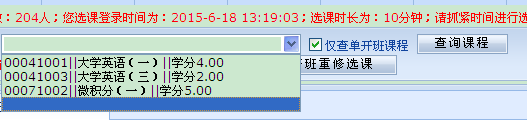 : 204人；您选课登录时间为：2015-6-18 13:19:03；选课时长为：10分钟；请抓紧时间进行选
仅查单开班课程 查询课程
开班重修选课
00041001||大学英语（一）||学分4.00
00041003||大学英语（三）||学分2.00
00071002||微积分（一）||学分5.00